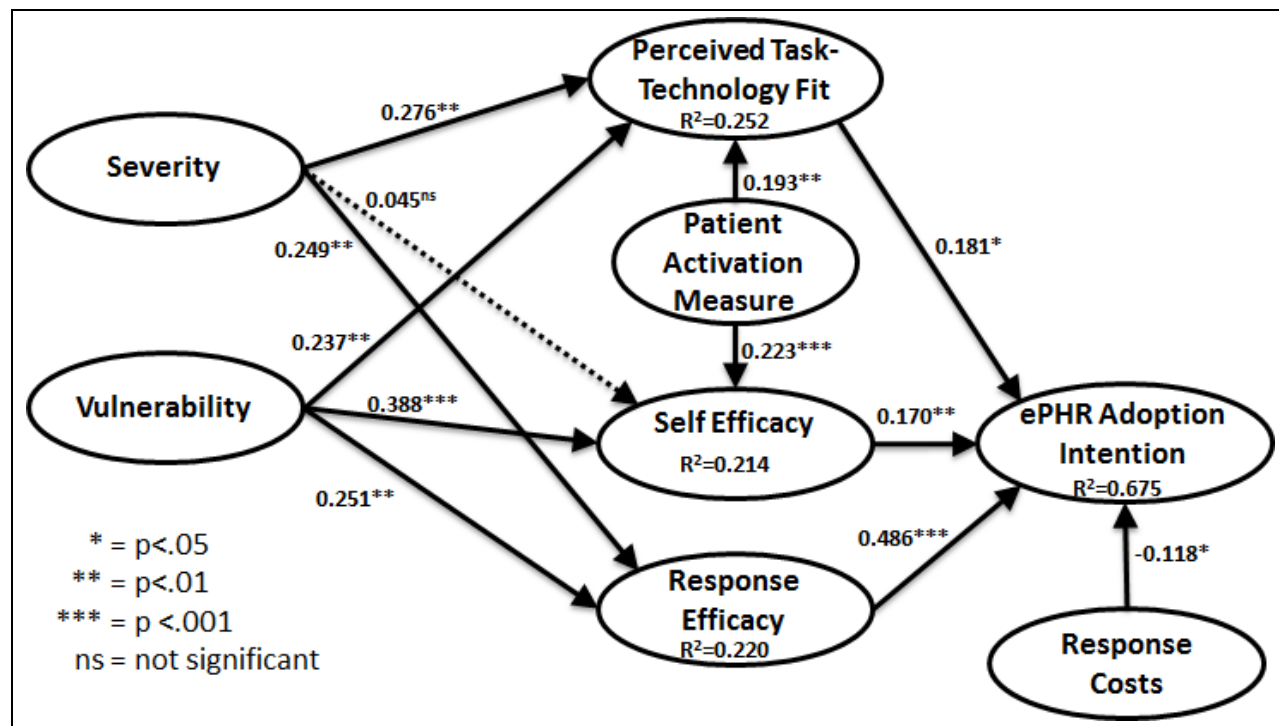 Perceived Task-
Technology Fit
R²=0.252
0.276**
Severity
0.045ⁿˢ
0.193**
Patient
Activation
Measure
0.249**
0.181*
0.237**
0.223***
Vulnerability
0.388***
Self Efficacy
R²=0.214
0.170**
ePHR Adoption
Intention
R²=0.675
0.251**
0.486***
-0.118*
* = p<.05
** = p<.01
*** = p <.001
ns = not significant
Response
Efficacy
R²=0.220
Response
Costs